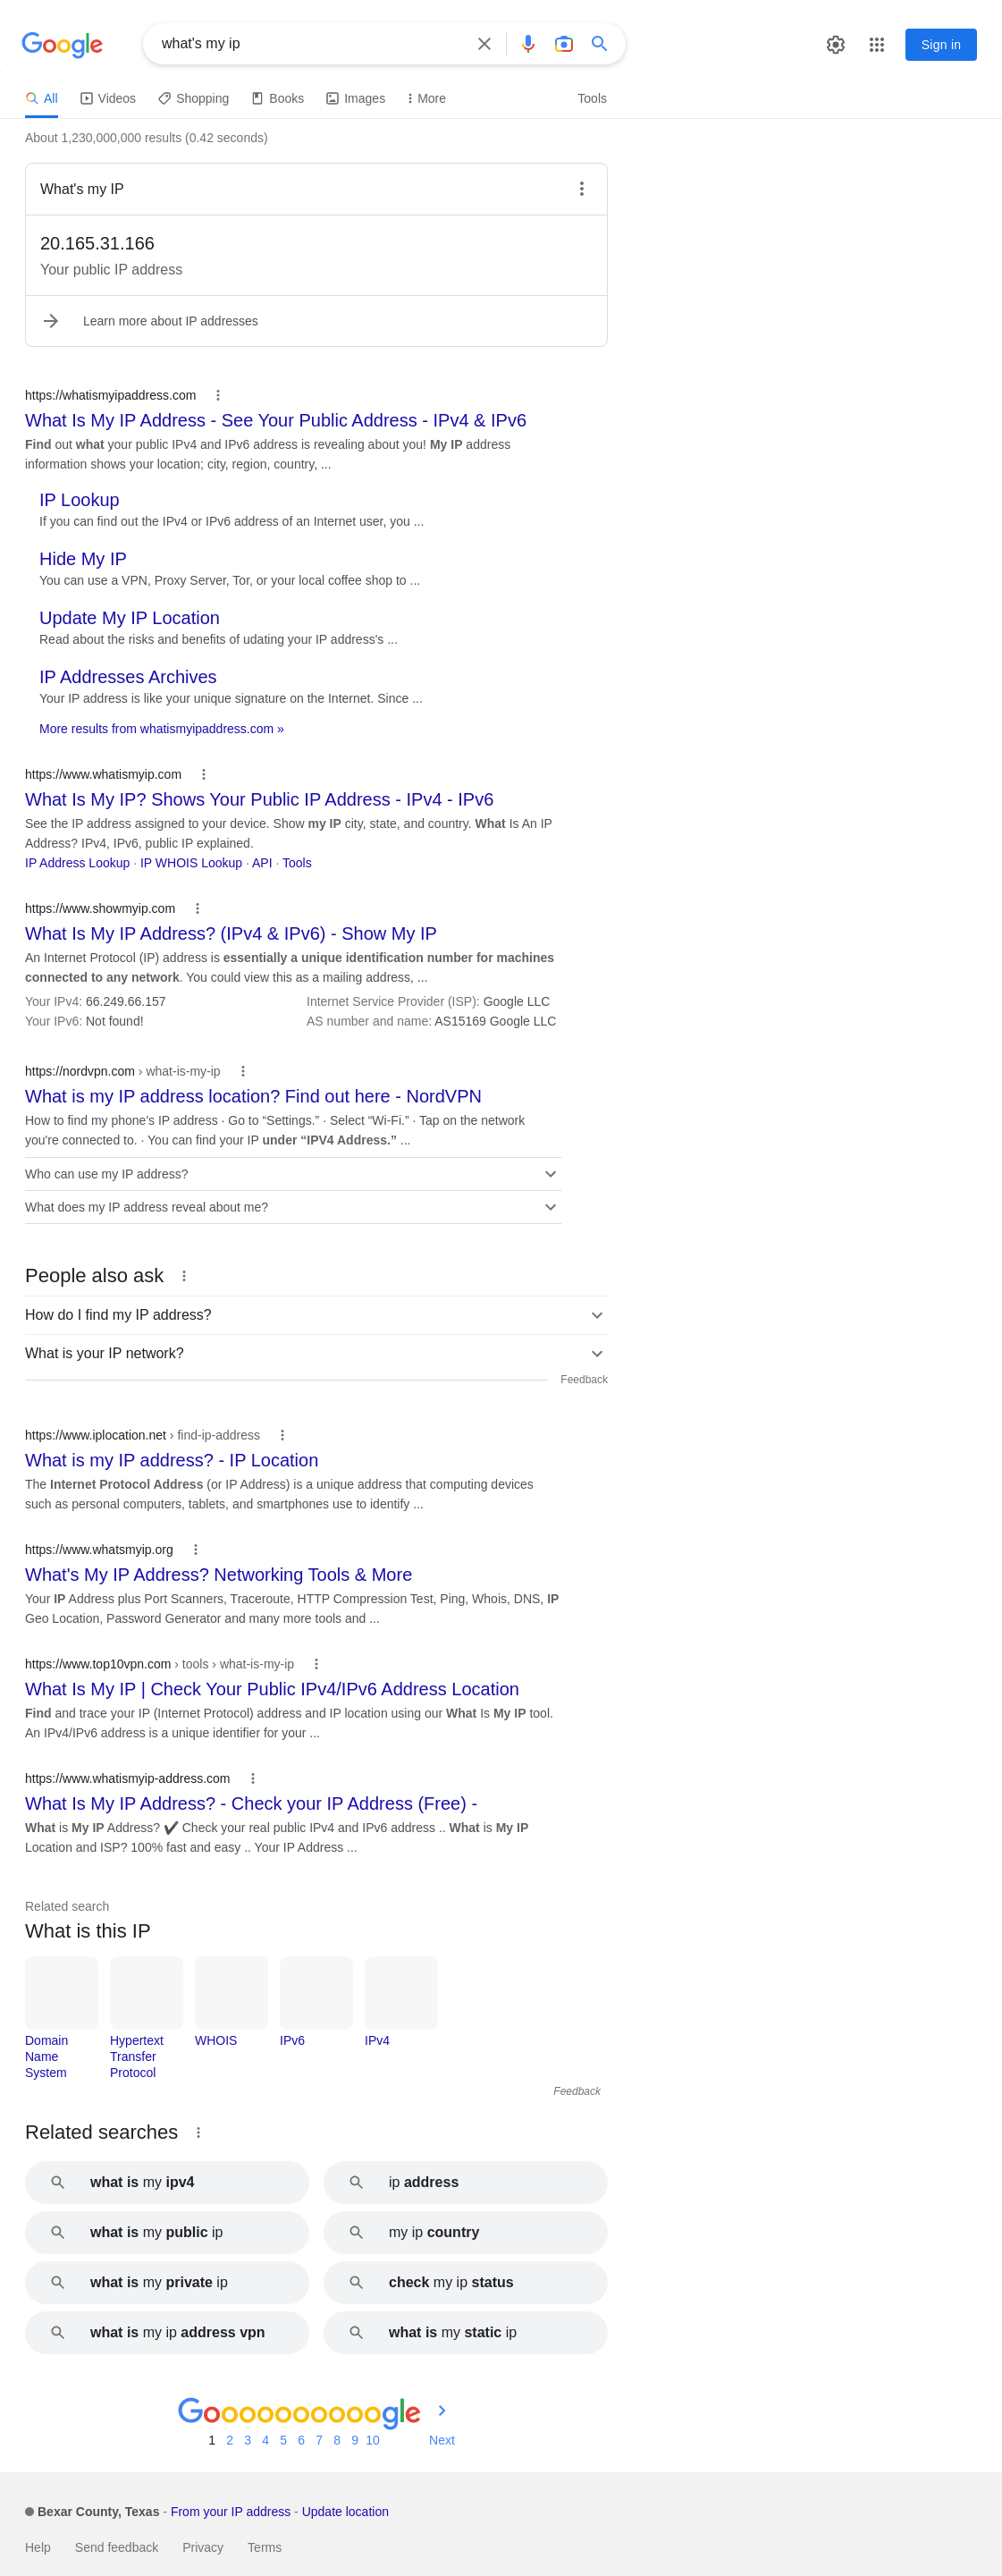 Google
what's my ip
Sign in
All Videos Shopping Books Images More Tools
About 1,230,000,000 results (0.42 seconds)
What's my IP
20.165.31.166
Your public IP address
Learn more about IP addresses
https://whatismyipaddress.com
What Is My IP Address - See Your Public Address - IPv4 & IPv6
Find out what your public IPv4 and IPv6 address is revealing about you! My IP address
information shows your location; city, region, country, ...
IP Lookup
If you can find out the IPv4 or IPv6 address of an Internet user, you ...
Hide My IP
You can use a VPN, Proxy Server, Tor, or your local coffee shop to ...
Update My IP Location
Read about the risks and benefits of udating your IP address's ...
IP Addresses Archives
Your IP address is like your unique signature on the Internet. Since ...
More results from whatismyipaddress.com »
https://www.whatismyip.com
What Is My IP? Shows Your Public IP Address - IPv4 - IPv6
See the IP address assigned to your device. Show my IP city, state, and country. What Is An IP
Address? IPv4, IPv6, public IP explained.
IP Address Lookup · IP WHOIS Lookup · API · Tools
https://www.showmyip.com
What Is My IP Address? (IPv4 & IPv6) - Show My IP
An Internet Protocol (IP) address is essentially a unique identification number for machines
connected to any network. You could view this as a mailing address, ...
Your IPv4: 66.249.66.157 Internet Service Provider (ISP): Google LLC
Your IPv6: Not found! AS number and name: AS15169 Google LLC
https://nordvpn.com › what-is-my-ip
What is my IP address location? Find out here - NordVPN
How to find my phone's IP address · Go to “Settings.” · Select “Wi-Fi.” · Tap on the network
you're connected to. · You can find your IP under “IPV4 Address.” ...
Who can use my IP address?
What does my IP address reveal about me?
People also ask
How do I find my IP address?
What is your IP network?
Feedback
https://www.iplocation.net › find-ip-address
What is my IP address? - IP Location
The Internet Protocol Address (or IP Address) is a unique address that computing devices
such as personal computers, tablets, and smartphones use to identify ...
https://www.whatsmyip.org
What's My IP Address? Networking Tools & More
Your IP Address plus Port Scanners, Traceroute, HTTP Compression Test, Ping, Whois, DNS, IP
Geo Location, Password Generator and many more tools and ...
https://www.top10vpn.com › tools › what-is-my-ip
What Is My IP | Check Your Public IPv4/IPv6 Address Location
Find and trace your IP (Internet Protocol) address and IP location using our What Is My IP tool.
An IPv4/IPv6 address is a unique identifier for your ...
https://www.whatismyip-address.com
What Is My IP Address? - Check your IP Address (Free) -
What is My IP Address? ✔ Check your real public IPv4 and IPv6 address .. What is My IP
Location and ISP? 100% fast and easy .. Your IP Address ...
Related search
What is this IP
Domain Name System
Hypertext Transfer Protocol
WHOIS
IPv6
IPv4
Feedback
Related searches
what is my ipv4
ip address
what is my public ip
my ip country
what is my private ip
check my ip status
what is my ip address vpn
what is my static ip
Goooooooooogle
1 2 3 4 5 6 7 8 9 10 Next
Bexar County, Texas - From your IP address - Update location
Help Send feedback Privacy Terms